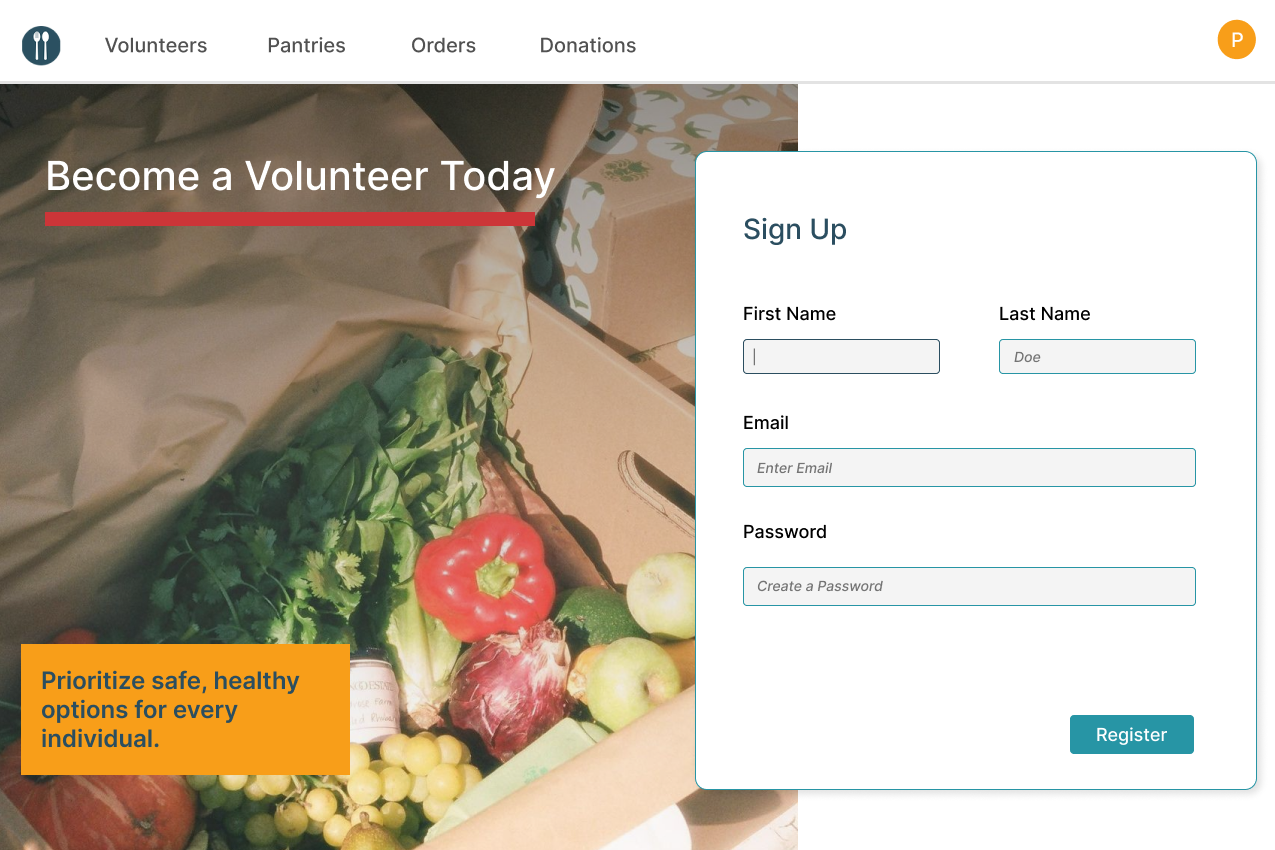 Volunteers Pantries Orders Donations P
Become a Volunteer Today
Sign Up
First Name Last Name
Doe
Email
Enter Email
Password
Create a Password
Prioritize safe, healthy
options for every
individual.
Register